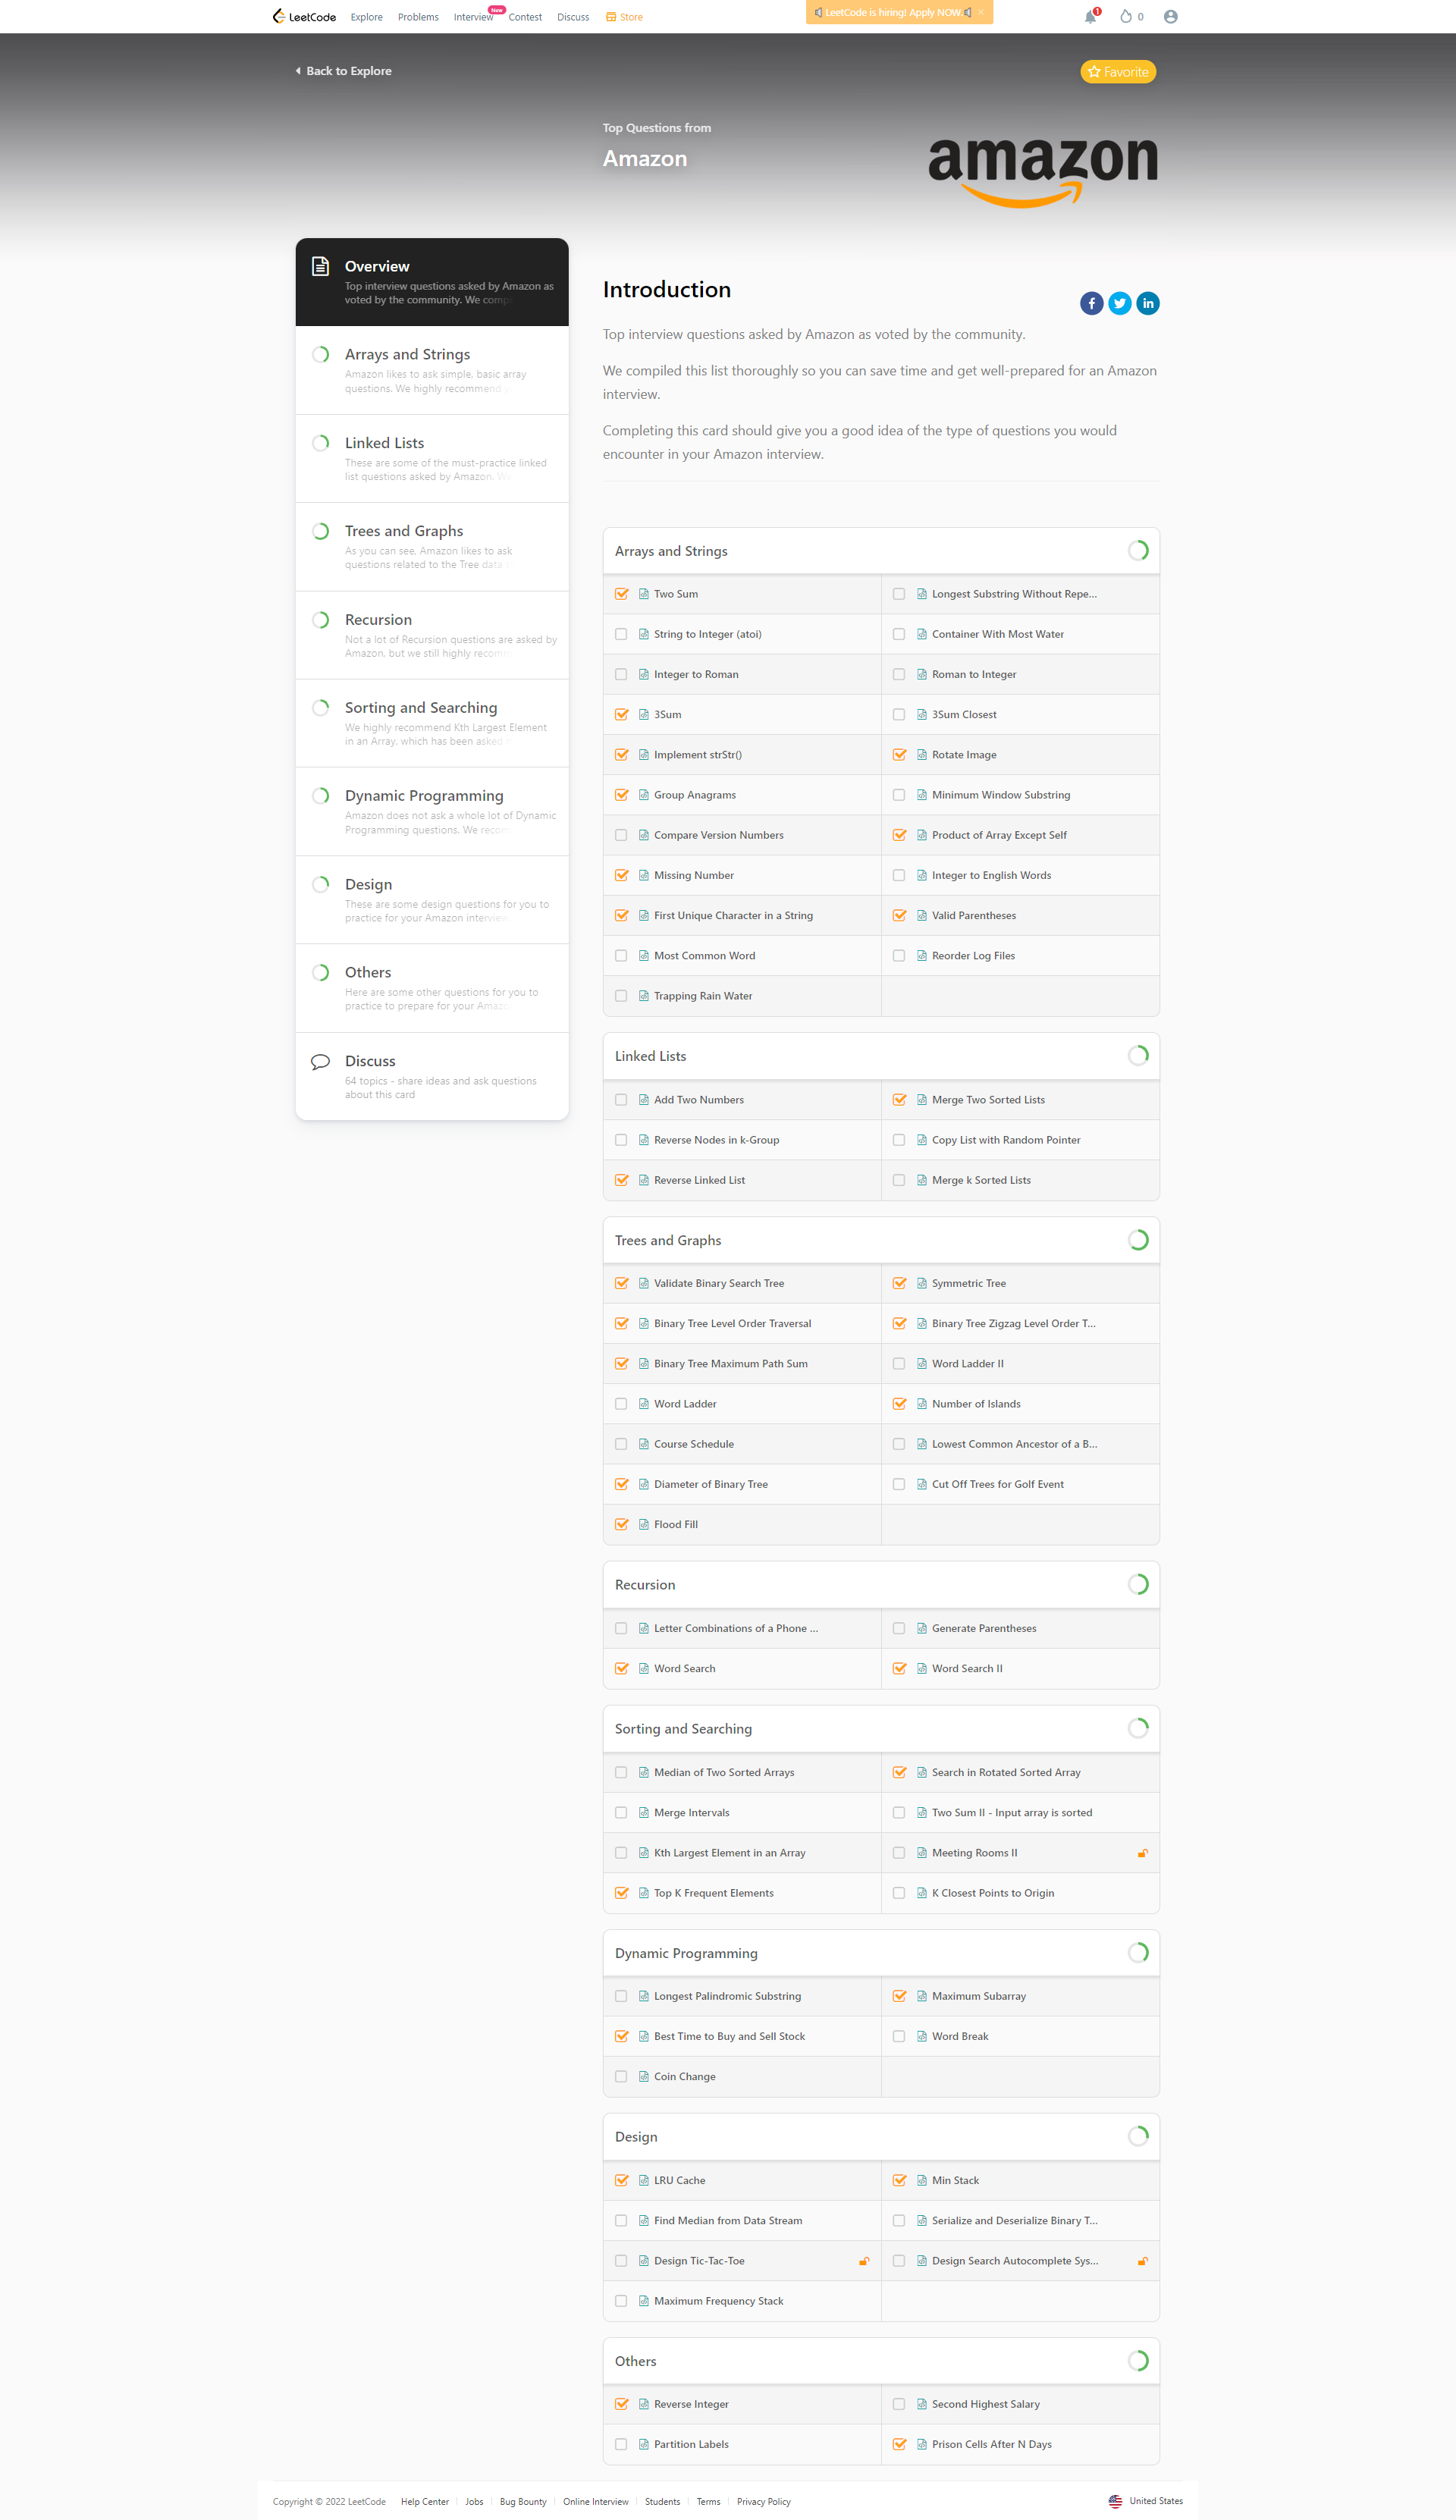 LeetCode
Explore
Problems
Interview
New
Contest
Discuss
Store
LeetCode is hiring! Apply NOW.
1
0
Back to Explore
Favorite
Top Questions from
Amazon
amazon
Overview
Top interview questions asked by Amazon as
voted by the community. We
Arrays and Strings
Amazon likes to ask simple, basic array
questions. We highly recommend
Linked Lists
These are some of the must-practice linked
list questions asked by Amazon. We
Trees and Graphs
As you can see, Amazon likes to ask
questions related to the Tree data
Recursion
Not a lot of Recursion questions are asked by
Amazon, but we still highly
Sorting and Searching
We highly recommend Kth Largest Element
in an Array, which has been asked
Dynamic Programming
Amazon does not ask a whole lot of Dynamic
Programming questions. We
Design
These are some design questions for you to
practice for your Amazon interview.
Others
Here are some other questions for you to
practice to prepare for your
Discuss
64 topics - share ideas and ask questions
about this card
Introduction
Top interview questions asked by Amazon as voted by the community.
We compiled this list thoroughly so you can save time and get well-prepared for an Amazon
interview.
Completing this card should give you a good idea of the type of questions you would
encounter in your Amazon interview.
Arrays and Strings
Two Sum
Longest Substring Without Repe...
String to Integer (atoi)
Container With Most Water
Integer to Roman
Roman to Integer
3Sum
3Sum Closest
Implement strStr()
Rotate Image
Group Anagrams
Minimum Window Substring
Compare Version Numbers
Product of Array Except Self
Missing Number
Integer to English Words
First Unique Character in a String
Valid Parentheses
Most Common Word
Reorder Log Files
Trapping Rain Water
Linked Lists
Add Two Numbers
Merge Two Sorted Lists
Reverse Nodes in k-Group
Copy List with Random Pointer
Reverse Linked List
Merge k Sorted Lists
Trees and Graphs
Validate Binary Search Tree
Symmetric Tree
Binary Tree Level Order Traversal
Binary Tree Zigzag Level Order T...
Binary Tree Maximum Path Sum
Word Ladder II
Word Ladder
Number of Islands
Course Schedule
Lowest Common Ancestor of a B...
Diameter of Binary Tree
Cut Off Trees for Golf Event
Flood Fill
Recursion
Letter Combinations of a Phone ...
Generate Parentheses
Word Search
Word Search II
Sorting and Searching
Median of Two Sorted Arrays
Search in Rotated Sorted Array
Merge Intervals
Two Sum II - Input array is sorted
Kth Largest Element in an Array
Meeting Rooms II
Top K Frequent Elements
K Closest Points to Origin
Dynamic Programming
Longest Palindromic Substring
Maximum Subarray
Best Time to Buy and Sell Stock
Word Break
Coin Change
Design
LRU Cache
Min Stack
Find Median from Data Stream
Serialize and Deserialize Binary T...
Design Tic-Tac-Toe
Design Search Autocomplete Sys...
Maximum Frequency Stack
Others
Reverse Integer
Second Highest Salary
Partition Labels
Prison Cells After N Days
Copyright © 2022 LeetCode
Help Center
Jobs
Bug Bounty
Online Interview
Students
Terms
Privacy Policy
United States